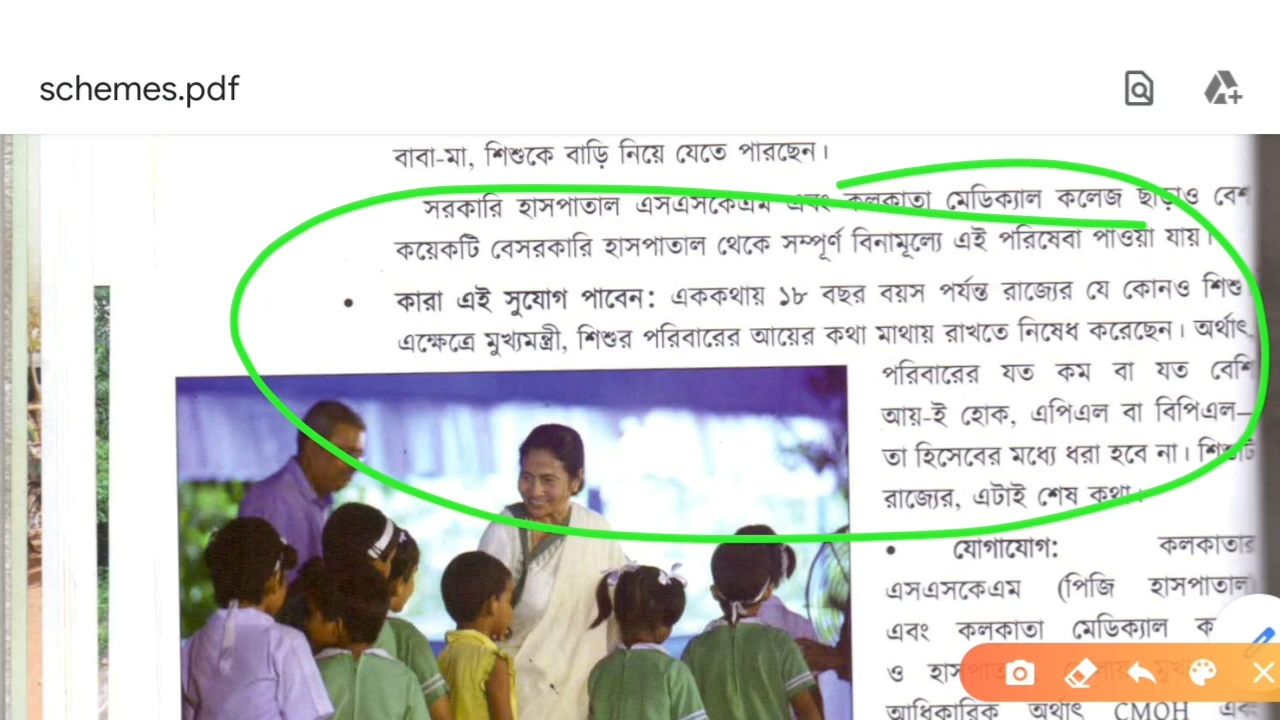 schemes.pdf
বাবা-মা, শিশুকে বাড়ি নিয়ে যেতে পারছেন।
সরকারি হাসপাতাল এসএসকেএম এবং কলকাতা মেডিক্যাল কলেজ ছাড়াও বেশ
কয়েকটি বেসরকারি হাসপাতাল থেকে সম্পূর্ণ বিনামূল্যে এই পরিষেবা পাওয়া যায়।
• কারা এই সুযোগ পাবেন: এককথায় ১৮ বছর বয়স পর্যন্ত রাজ্যের যে কোনও শিশু
এক্ষেত্রে মুখ্যমন্ত্রী, শিশুর পরিবারের আয়ের কথা মাথায় রাখতে নিষেধ করেছেন। অর্থাৎ,
পরিবারের যত কম বা যত বেশি
আয়-ই হোক, এপিএল বা বিপিএল–
তা হিসেবের মধ্যে ধরা হবে না। শিশুটি
রাজ্যের, এটাই শেষ কথা।
• যোগাযোগ: কলকাতার
এসএসকেএম (পিজি হাসপাতাল)
এবং কলকাতা মেডিক্যাল
ও
আধিকারিক অর্থাৎ CMOH এবং